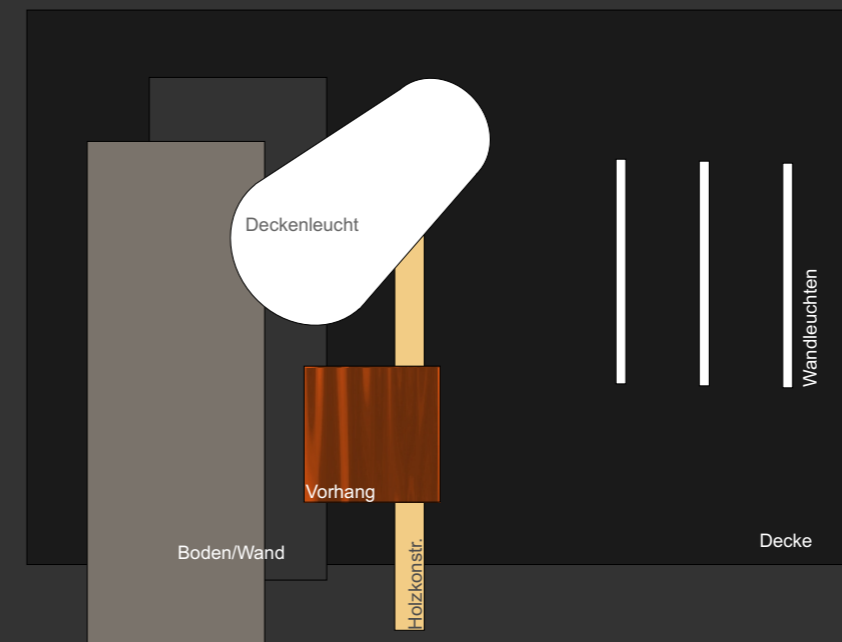 Deckenleucht
Wandleuchten
Vorhang
Decke
Boden/Wand
Holzkonstr.